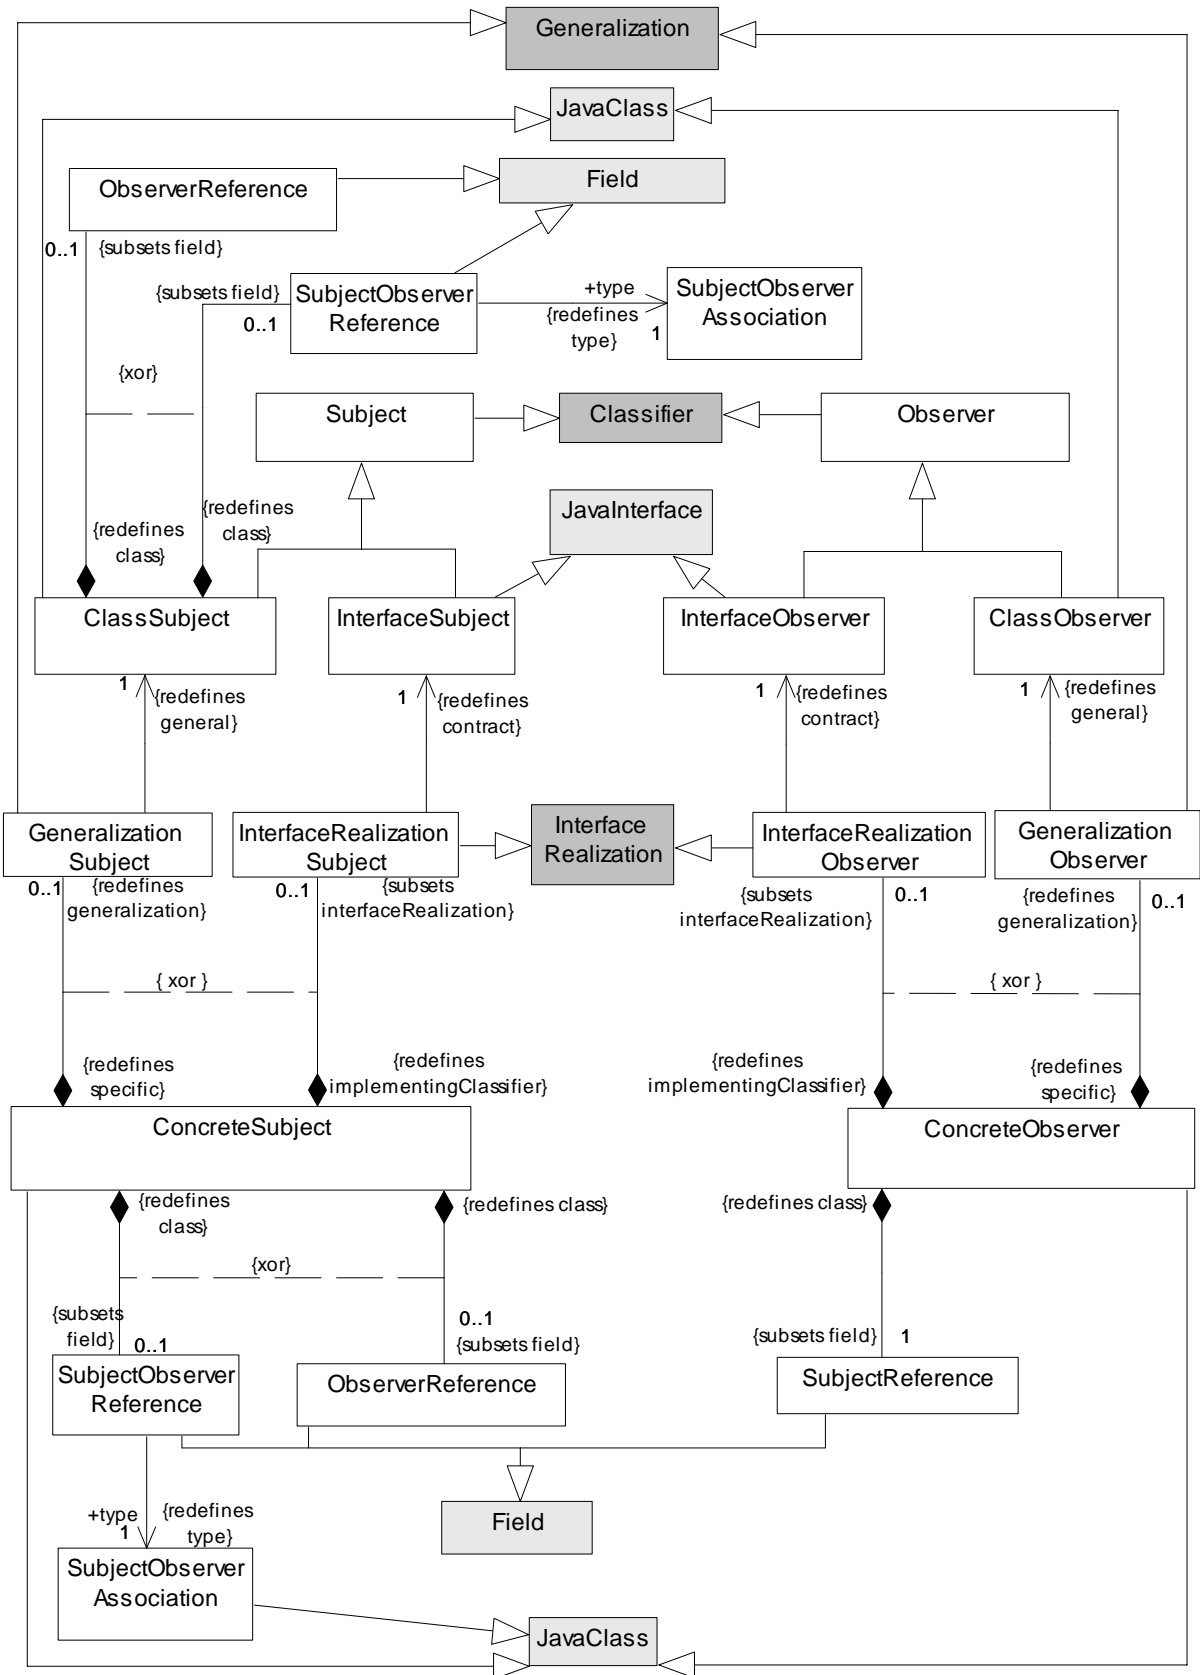 Generalization
JavaClass
ObserverReference
Field
0..1
{subsets field}
{subsets field}
0..1
SubjectObserver
Reference
+type
{redefines
type}
1
SubjectObserver
Association
{xor}
Subject
Classifier
Observer
JavaInterface
{redefines
class}
{redefines
class}
ClassSubject
InterfaceSubject
InterfaceObserver
ClassObserver
1
{redefines
general}
1
{redefines
contract}
1
{redefines
contract}
1
{redefines
general}
Generalization
Subject
InterfaceRealization
Subject
Interface
Realization
InterfaceRealization
Observer
Generalization
Observer
0..1
{redefines
generalization}
0..1
{subsets
interfaceRealization}
{subsets
interfaceRealization}
0..1
{redefines
generalization}
0..1
{ xor }
{ xor }
{redefines
specific}
{redefines
implementingClassifier}
{redefines
implementingClassifier}
{redefines
specific}
ConcreteSubject
ConcreteObserver
{redefines
class}
{redefines class}
{redefines class}
{xor}
{subsets
field}
0..1
0..1
{subsets field}
{subsets field}
1
SubjectObserver
Reference
ObserverReference
SubjectReference
+type
1
{redefines
type}
Field
SubjectObserver
Association
JavaClass